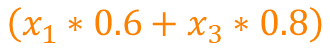 (x₁ * 0.6 + x₃ * 0.8)